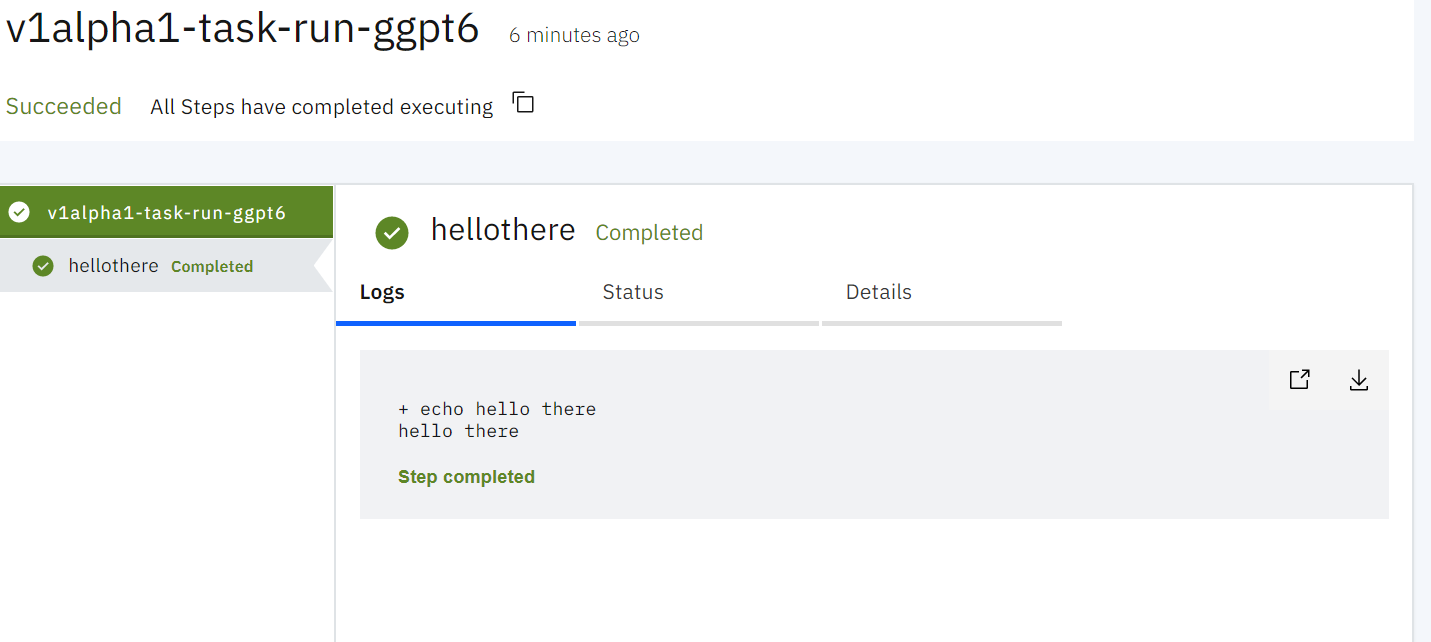 v1alpha1-task-run-ggpt6 6 minutes ago
Succeeded All Steps have completed executing
v1alpha1-task-run-ggpt6
hellothere Completed
hellothere Completed
Logs Status Details
+ echo hello there
hello there
Step completed